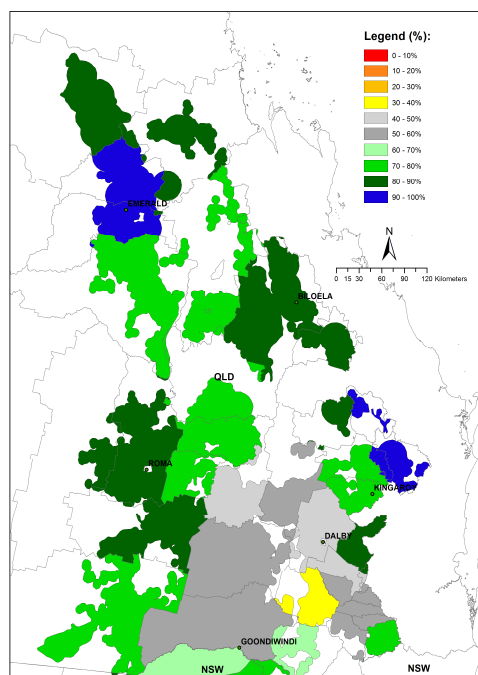 Legend (%):
0 - 10%
10 - 20%
20 - 30%
30 - 40%
40 - 50%
50 - 60%
60 - 70%
70 - 80%
80 - 90%
90 - 100%
N
0 15 30 60 90 120 Kilometers
EMERALD
BILOELA
QLD
ROMA
KINGAROY
DALBY
GOONDIWINDI
NSW NSW